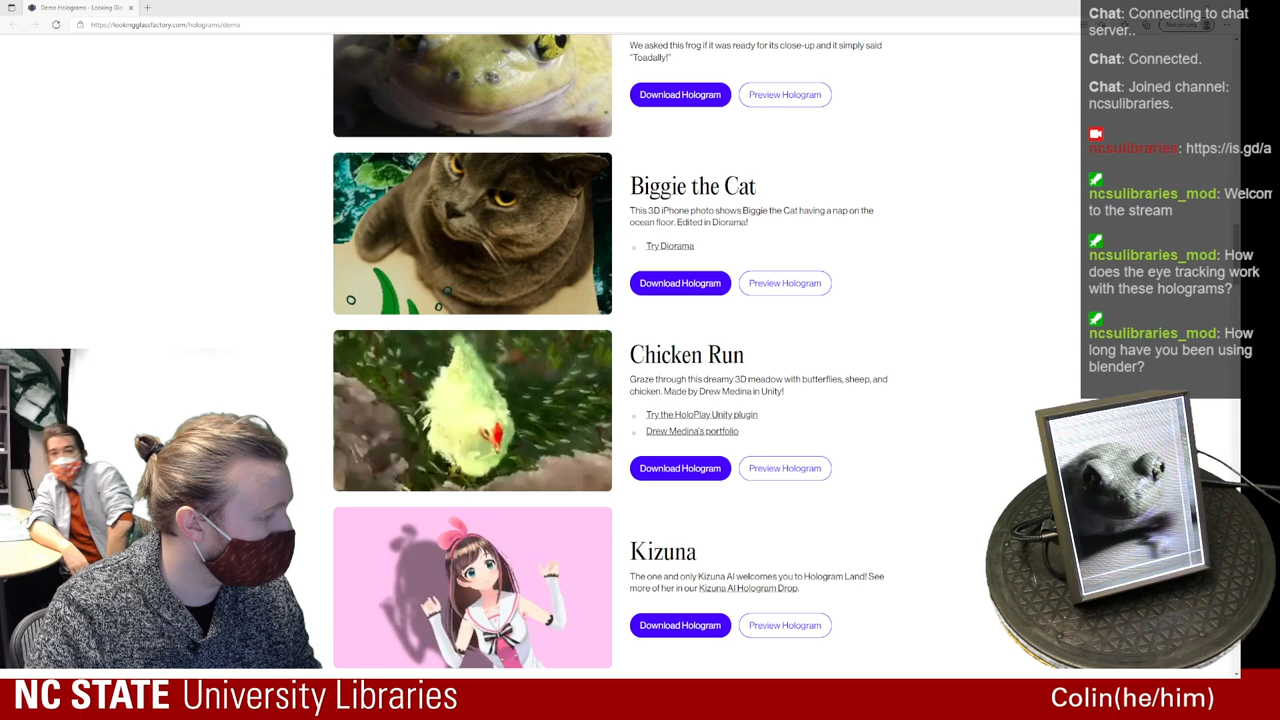 Demo Holograms - Looking Gla
https://lookingglassfactory.com/holograms/demo
We asked this frog if it was ready for its close-up and it simply said
"Toadally!"
Download Hologram
Preview Hologram
Biggie the Cat
This 3D iPhone photo shows Biggie the Cat having a nap on the
ocean floor. Edited in Diorama!
Try Diorama
Download Hologram
Preview Hologram
Chicken Run
Graze through this dreamy 3D meadow with butterflies, sheep, and
chicken. Made by Drew Medina in Unity!
Try the HoloPlay Unity plugin
Drew Medina's portfolio
Download Hologram
Preview Hologram
Kizuna
The one and only Kizuna AI welcomes you to Hologram Land! See
more of her in our Kizuna AI Hologram Drop.
Download Hologram
Preview Hologram
Chat: Connecting to chat
server..
Chat: Connected.
Chat: Joined channel:
ncsulibraries.
ncsulibraries: https://is.gd/a
ncsulibraries_mod: Welcom
to the stream
ncsulibraries_mod: How
does the eye tracking work
with these holograms?
ncsulibraries_mod: How
long have you been using
blender?
NC STATE University Libraries
Colin(he/him)